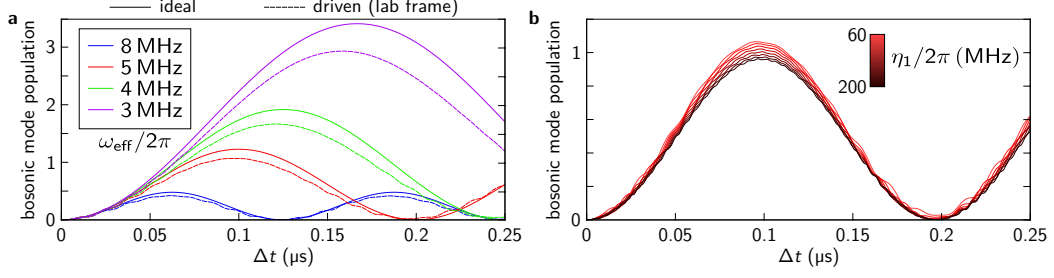 ideal driven (lab frame)
a
bosonic mode population
3
2
1
0
8 MHz
5 MHz
4 MHz
3 MHz
ω_eff/2π
0 0.05 0.1 0.15 0.2 0.25
Δt (μs)
b
bosonic mode population
1
0
60
200
η₁/2π (MHz)
0 0.05 0.1 0.15 0.2 0.25
Δt (μs)